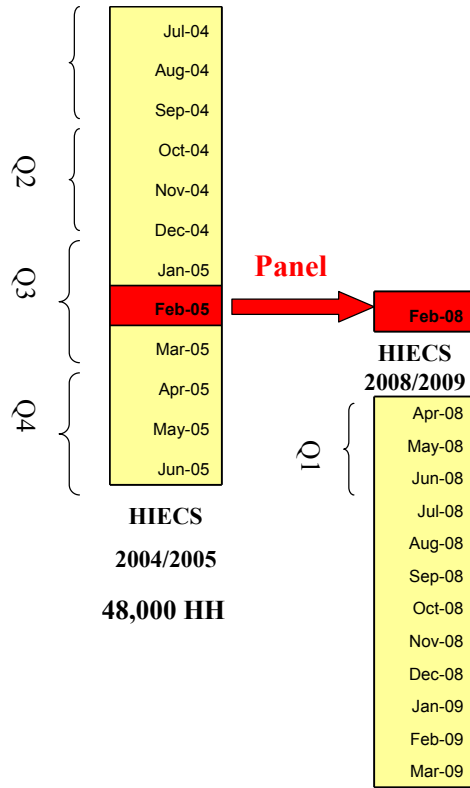 Jul-04
Aug-04
Sep-04
Q2
Oct-04
Nov-04
Dec-04
Q3
Jan-05
Feb-05
Mar-05
Q4
Apr-05
May-05
Jun-05
HIECS
2004/2005
48,000 HH
Panel
Feb-08
HIECS
2008/2009
Q1
Apr-08
May-08
Jun-08
Jul-08
Aug-08
Sep-08
Oct-08
Nov-08
Dec-08
Jan-09
Feb-09
Mar-09